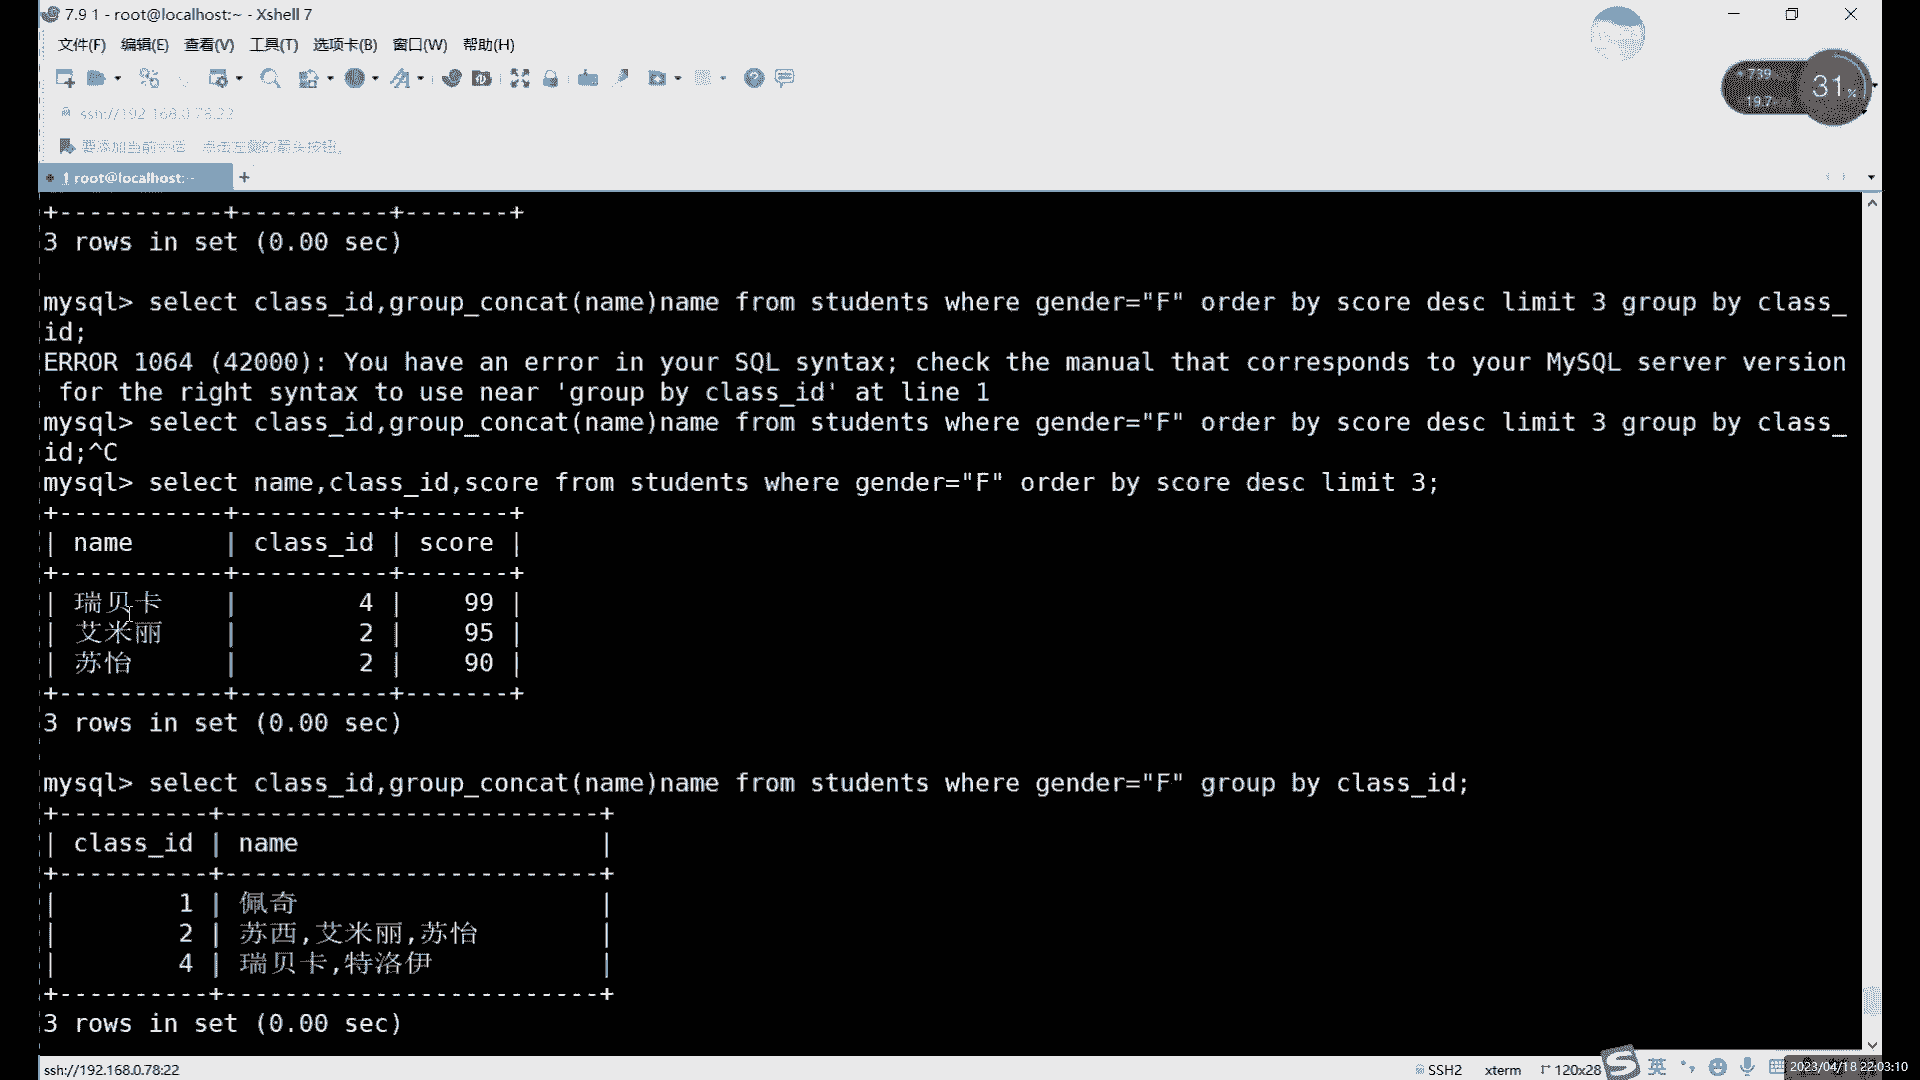 7.9 1 - root@localhost:~ - Xshell 7
文件(F) 编辑(E) 查看(V) 工具(T) 选项卡(B) 窗口(W) 帮助(H)
739
19.7
31%
ssh://192.168.0.78:22
要添加当前会话，点击左侧的箭头按钮。
1 root@localhost:~
+-----------+----------+-------+
3 rows in set (0.00 sec)
mysql> select class_id,group_concat(name)name from students where gender="F" order by score desc limit 3 group by class_
id;
ERROR 1064 (42000): You have an error in your SQL syntax; check the manual that corresponds to your MySQL server version
 for the right syntax to use near 'group by class_id' at line 1
mysql> select class_id,group_concat(name)name from students where gender="F" order by score desc limit 3 group by class_
id;^C
mysql> select name,class_id,score from students where gender="F" order by score desc limit 3;
+-----------+----------+-------+
| name      | class_id | score |
+-----------+----------+-------+
| 瑞贝卡    |        4 |    99 |
| 艾米丽    |        2 |    95 |
| 苏怡      |        2 |    90 |
+-----------+----------+-------+
3 rows in set (0.00 sec)
mysql> select class_id,group_concat(name)name from students where gender="F" group by class_id;
+----------+-------------------------+
| class_id | name                    |
+----------+-------------------------+
|        1 | 佩奇                    |
|        2 | 苏西,艾米丽,苏怡        |
|        4 | 瑞贝卡,特洛伊           |
+----------+-------------------------+
3 rows in set (0.00 sec)
ssh://192.168.0.78:22
SSH2 xterm 120x28
英
2023/04/18 22:03:10